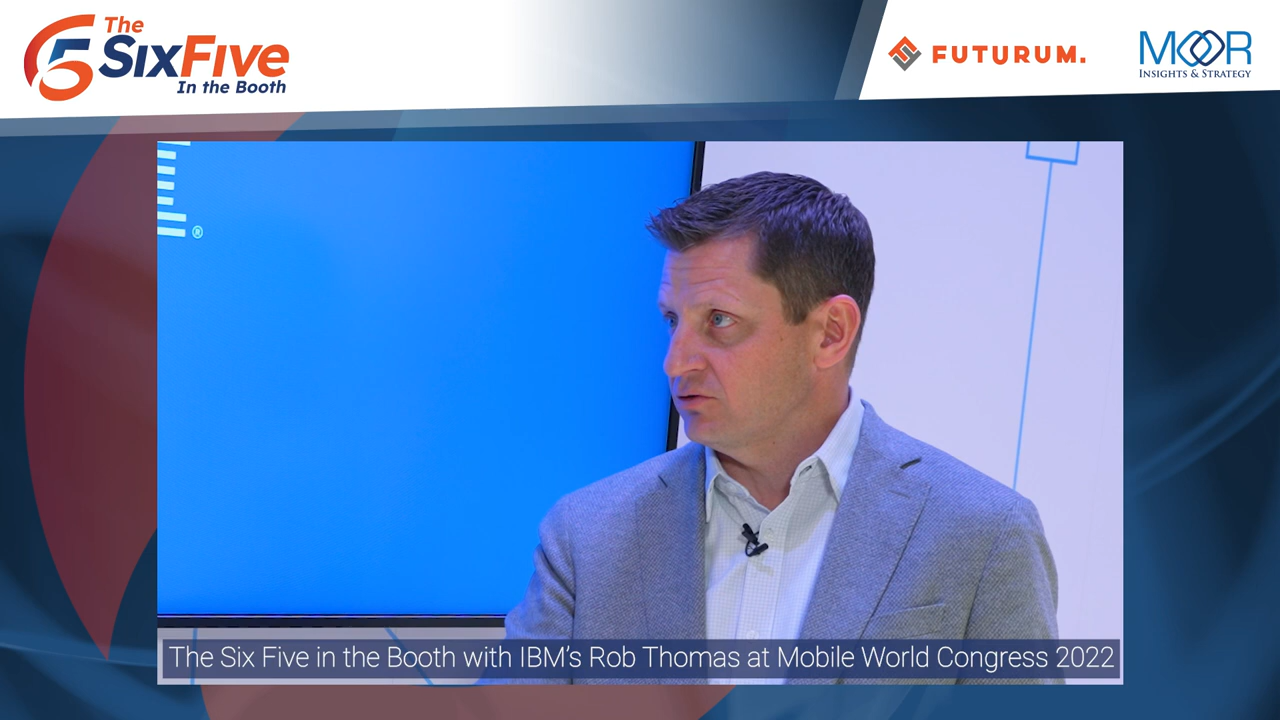 The
SixFive
In the Booth
FUTURUM.
MOOR
INSIGHTS & STRATEGY
®
The Six Five in the Booth with IBM's Rob Thomas at Mobile World Congress 2022